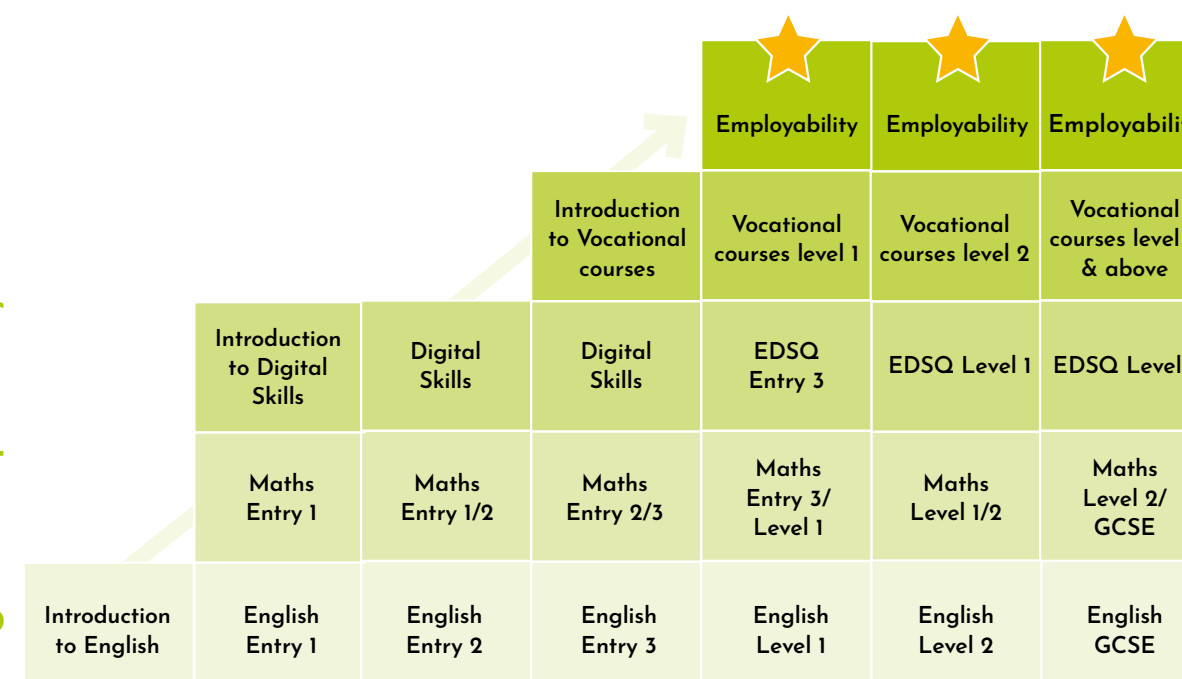 Employability
Employability
Introduction
to Vocational
courses
Vocational
courses level 1
Vocational
courses level 2
Vocational
courses level
& above
Introduction
to Digital
Skills
Digital
Skills
Digital
Skills
EDSQ
Entry 3
EDSQ Level 1
EDSQ Level
Maths
Entry 1
Maths
Entry 1/2
Maths
Entry 2/3
Maths
Entry 3/
Level 1
Maths
Level 1/2
Maths
Level 2/
GCSE
Introduction
to English
English
Entry 1
English
Entry 2
English
Entry 3
English
Level 1
English
Level 2
English
GCSE